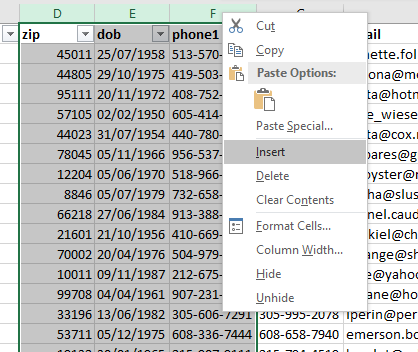 D E F
zip dob phone1 ail
45011 25/07/1958 513-570- nette.fol
44805 29/10/1975 419-503- ona@me
95111 20/11/1972 408-752- ta@hotm
57105 02/02/1950 605-414- e_wiese
44023 31/07/1954 440-780- ta@cox.
78045 05/11/1966 956-537- ares@g
12204 05/06/1970 518-966- oyster@
8846 05/07/1979 732-658- ha@slus
66218 27/06/1984 913-388- nel.caud
21601 21/10/1956 410-669- kiel@ch
70002 20/04/1976 504-979- ange@sh
10011 09/11/1987 212-675- e@yahoo
99708 04/04/1961 907-231- ane@ho
33196 13/06/1982 305-606-7291 305-995-2078 lperin@per
53711 05/12/1975 608-336-7444 608-658-7940 emerson.bo
Cut
Copy
Paste Options:
Paste Special...
Insert
Delete
Clear Contents
Format Cells...
Column Width...
Hide
Unhide